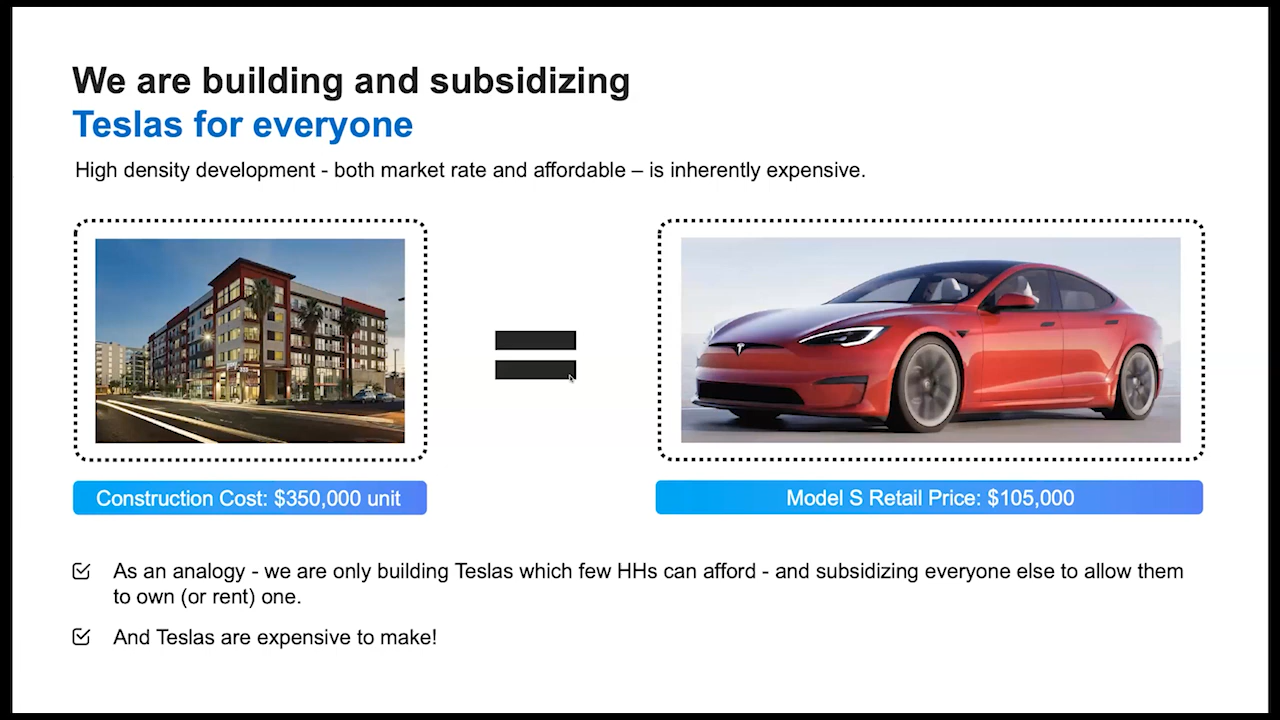 We are building and subsidizing
Teslas for everyone
High density development - both market rate and affordable – is inherently expensive.
Construction Cost: $350,000 unit
Model S Retail Price: $105,000
As an analogy - we are only building Teslas which few HHs can afford - and subsidizing everyone else to allow them
to own (or rent) one.
And Teslas are expensive to make!